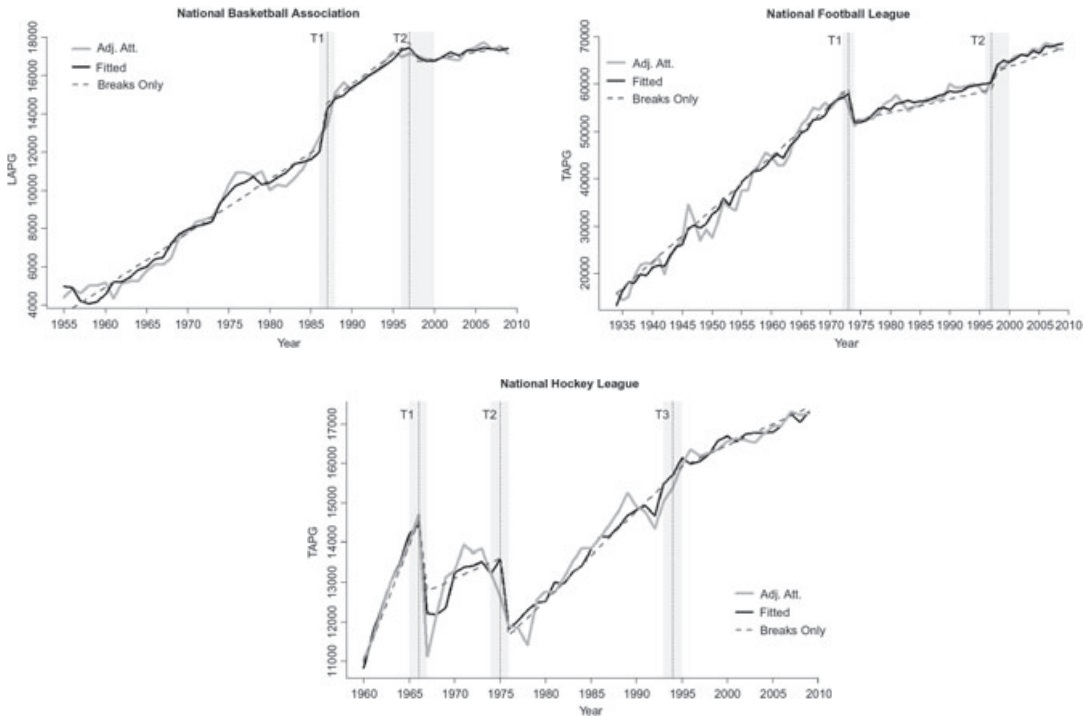 National Basketball Association
T1
T2
Adj. Att.
Fitted
Breaks Only
LAPG
4000 6000 8000 10000 12000 14000 16000 18000
1955 1960 1965 1970 1975 1980 1985 1990 1995 2000 2005 2010
Year
National Football League
T1
T2
Adj. Att.
Fitted
Breaks Only
TAPG
20000 30000 40000 50000 60000 70000
1935 1940 1945 1950 1955 1960 1965 1970 1975 1980 1985 1990 1995 2000 2005 2010
Year
National Hockey League
T1
T2
T3
TAPG
11000 12000 13000 14000 15000 16000 17000
Adj. Att.
Fitted
Breaks Only
1960 1965 1970 1975 1980 1985 1990 1995 2000 2005 2010
Year